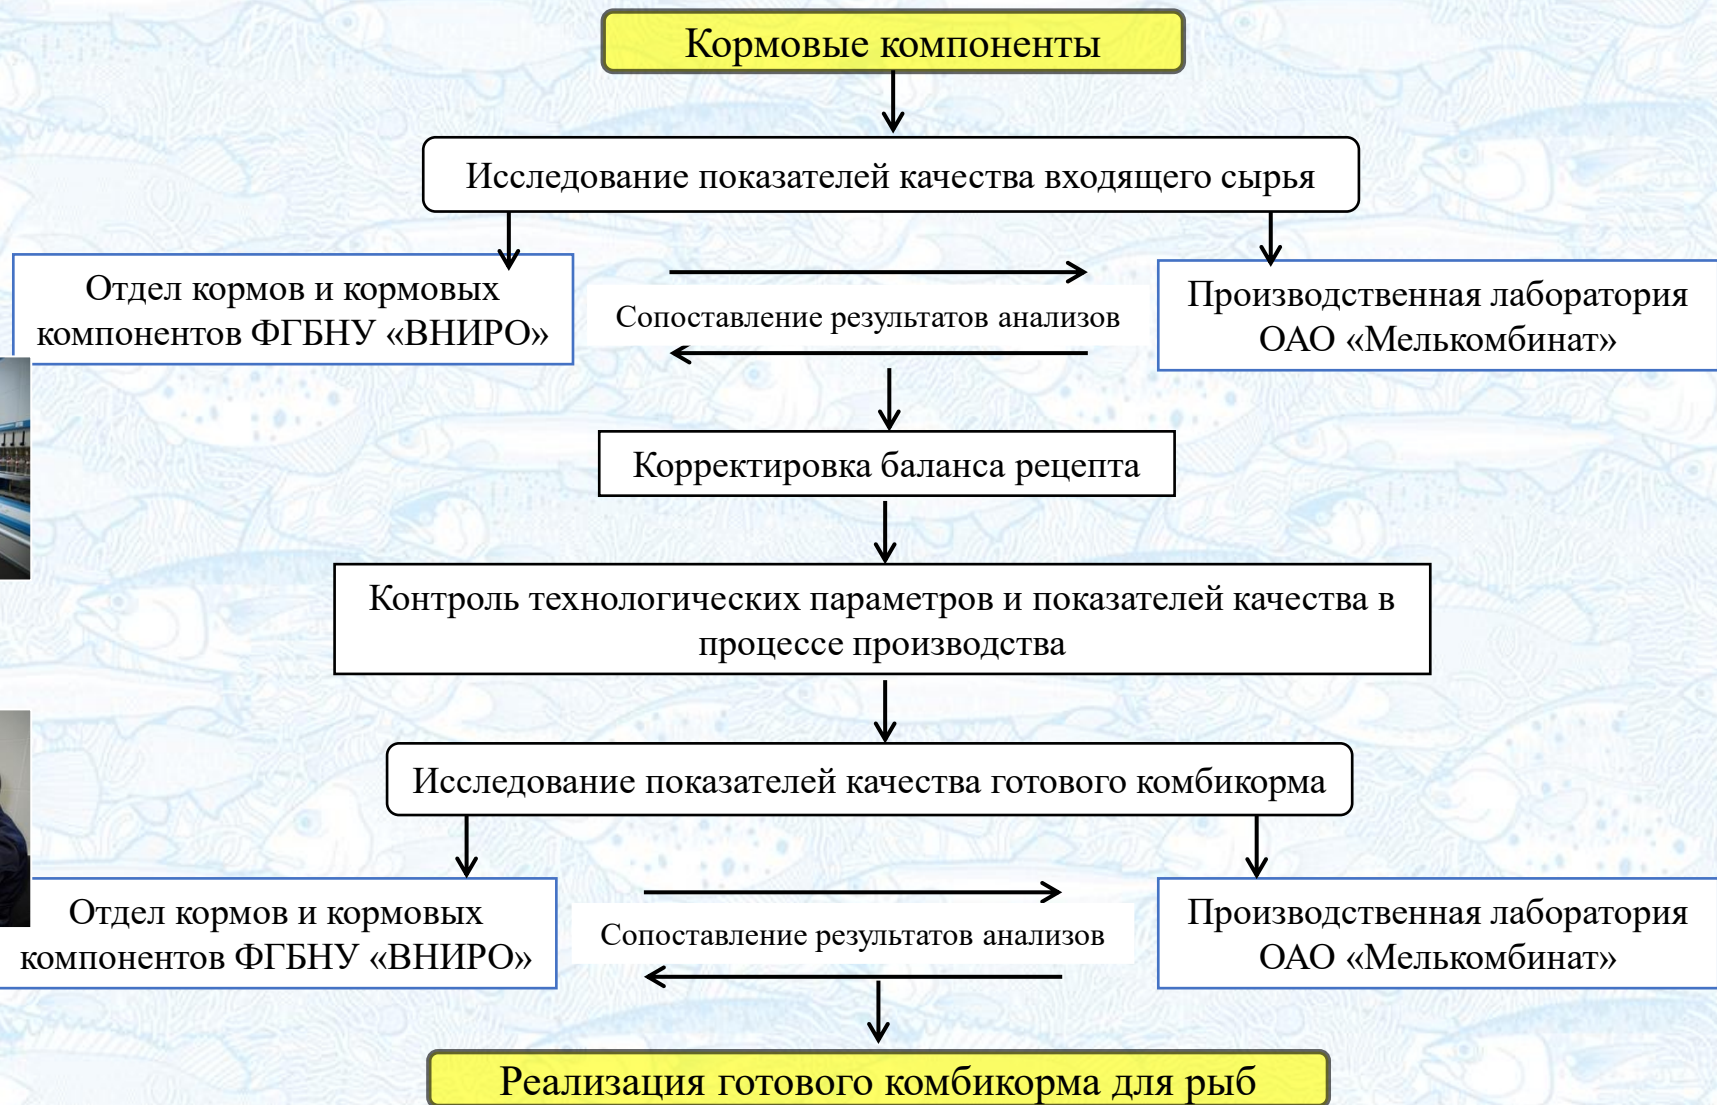 Кормовые компоненты
Исследование показателей качества входящего сырья
Отдел кормов и кормовых
компонентов ФГБНУ «ВНИРО»
Сопоставление результатов анализов
Производственная лаборатория
ОАО «Мелькомбинат»
Корректировка баланса рецепта
Контроль технологических параметров и показателей качества в
процессе производства
Исследование показателей качества готового комбикорма
Отдел кормов и кормовых
компонентов ФГБНУ «ВНИРО»
Сопоставление результатов анализов
Производственная лаборатория
ОАО «Мелькомбинат»
Реализация готового комбикорма для рыб